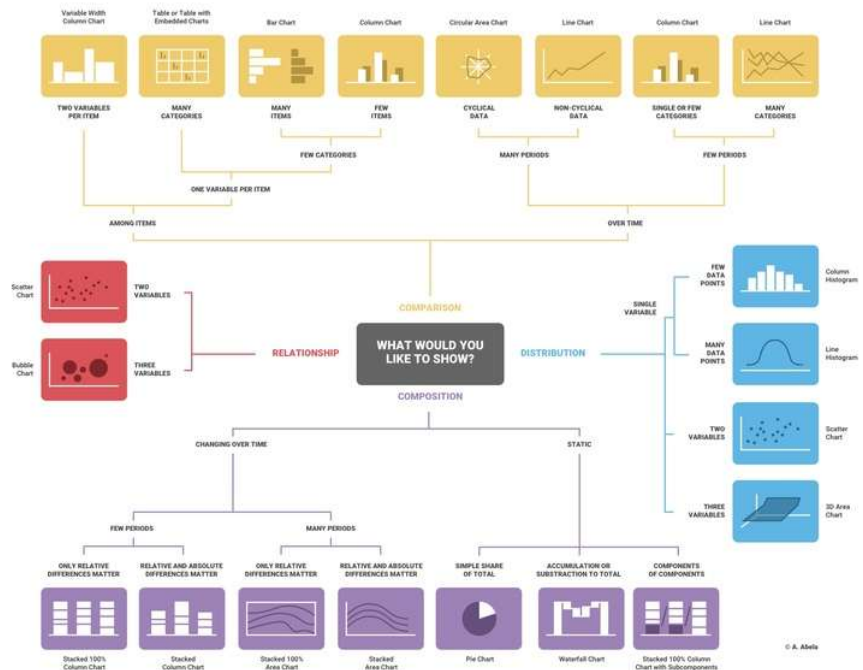 Variable Width
Column Chart
Table or Table with
Embedded Charts
Bar Chart
Column Chart
Circular Area Chart
Line Chart
Column Chart
Line Chart
TWO VARIABLES
PER ITEM
MANY
CATEGORIES
MANY
ITEMS
FEW
ITEMS
CYCLICAL
DATA
NON-CYCLICAL
DATA
SINGLE OR FEW
CATEGORIES
MANY
CATEGORIES
FEW CATEGORIES
MANY PERIODS
FEW PERIODS
ONE VARIABLE PER ITEM
AMONG ITEMS
OVER TIME
COMPARISON
Scatter
Chart
TWO
VARIABLES
Bubble
Chart
THREE
VARIABLES
RELATIONSHIP
WHAT WOULD YOU
LIKE TO SHOW?
DISTRIBUTION
SINGLE
VARIABLE
FEW
DATA
POINTS
Column
Histogram
MANY
DATA
POINTS
Line
Histogram
TWO
VARIABLES
Scatter
Chart
THREE
VARIABLES
3D Area
Chart
COMPOSITION
CHANGING OVER TIME
STATIC
FEW PERIODS
MANY PERIODS
ONLY RELATIVE
DIFFERENCES MATTER
RELATIVE AND ABSOLUTE
DIFFERENCES MATTER
ONLY RELATIVE
DIFFERENCES MATTER
RELATIVE AND ABSOLUTE
DIFFERENCES MATTER
SIMPLE SHARE
OF TOTAL
ACCUMULATION OR
SUBSTRACTION TO TOTAL
COMPONENTS
OF COMPONENTS
Stacked 100%
Column Chart
Stacked
Column Chart
Stacked 100%
Area Chart
Stacked
Area Chart
Pie Chart
Waterfall Chart
Stacked 100% Column
Chart with Subcomponents
© A. Abela